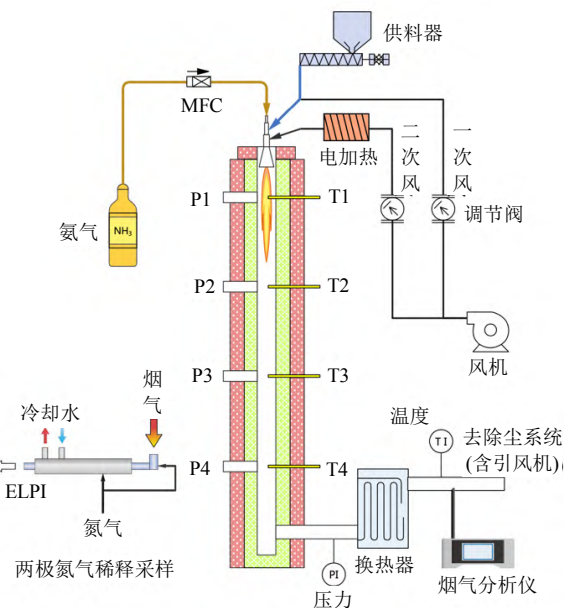 供料器
MFC
电加热
二次风
一次风
P1
T1
调节阀
氨气
NH₃
P2
T2
风机
P3
T3
烟气
冷却水
温度
TI
去除尘系统
(含引风机)
P4
T4
ELPI
氮气
两极氮气稀释采样
换热器
PI
压力
烟气分析仪